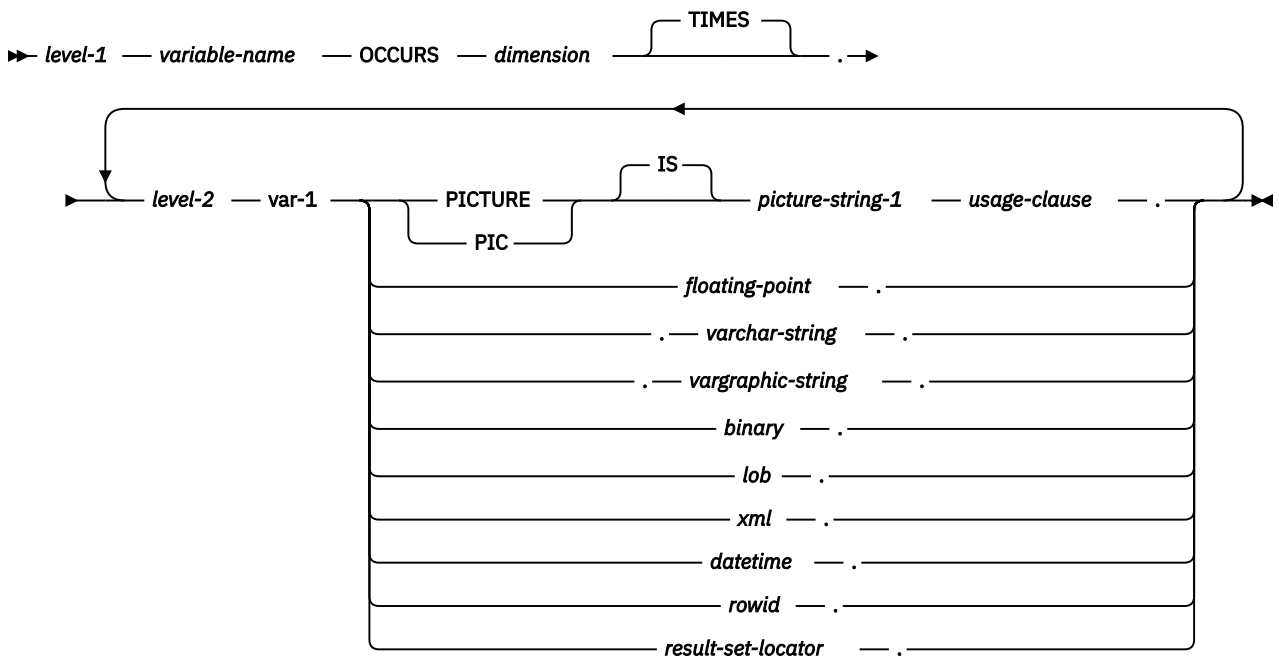 TIMES
level-1 variable-name OCCURS dimension .
IS
level-2 var-1 PICTURE picture-string-1 usage-clause .
PIC
floating-point .
. varchar-string .
. vargraphic-string .
binary .
lob .
xml .
datetime .
rowid .
result-set-locator .